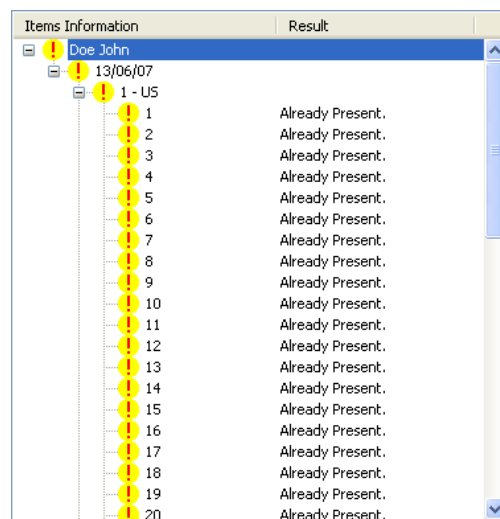 Items Information Result
Doe John
13/06/07
1 - US
1 Already Present.
2 Already Present.
3 Already Present.
4 Already Present.
5 Already Present.
6 Already Present.
7 Already Present.
8 Already Present.
9 Already Present.
10 Already Present.
11 Already Present.
12 Already Present.
13 Already Present.
14 Already Present.
15 Already Present.
16 Already Present.
17 Already Present.
18 Already Present.
19 Already Present.
20 Already Present.